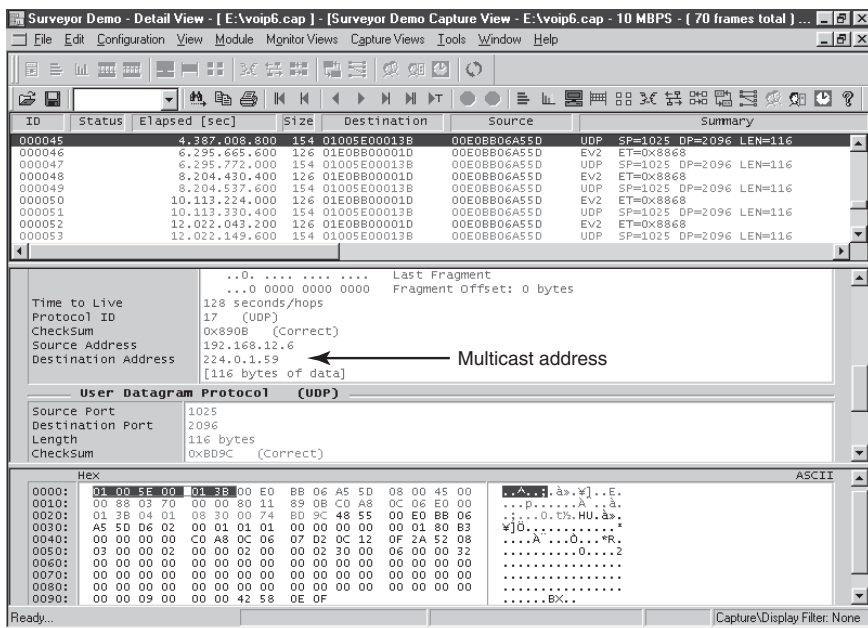 Surveyor Demo - Detail View - [ E:\voip6.cap ] - [Surveyor Demo Capture View - E:\voip6.cap - 10 MBPS - ( 70 frames total ) ...
File Edit Configuration View Module Monitor Views Capture Views Tools Window Help
ID Status Elapsed [sec] Size Destination Source Summary
000045 4.387.008.800 154 01005E00013B 00E0BB06A55D UDP SP=1025 DP=2096 LEN=116
000046 6.295.665.600 126 01E0BB00001D 00E0BB06A55D Ev2 ET=0x8868
000047 6.295.772.000 154 01005E00013B 00E0BB06A55D UDP SP=1025 DP=2096 LEN=116
000048 8.204.430.400 126 01E0BB00001D 00E0BB06A55D Ev2 ET=0x8868
000049 8.204.537.600 154 01005E00013B 00E0BB06A55D UDP SP=1025 DP=2096 LEN=116
000050 10.113.224.000 126 01E0BB00001D 00E0BB06A55D Ev2 ET=0x8868
000051 10.113.330.400 154 01005E00013B 00E0BB06A55D UDP SP=1025 DP=2096 LEN=116
000052 12.022.043.200 126 01E0BB00001D 00E0BB06A55D Ev2 ET=0x8868
000053 12.022.149.600 154 01005E00013B 00E0BB06A55D UDP SP=1025 DP=2096 LEN=116
..0. .... .... .... Last Fragment
...0 0000 0000 0000 Fragment Offset: 0 bytes
Time to Live 128 seconds/hops
Protocol ID 17 (UDP)
CheckSum 0x890B (Correct)
Source Address 192.168.12.6
Destination Address 224.0.1.59 Multicast address
[116 bytes of data]
User Datagram Protocol (UDP)
Source Port 1025
Destination Port 2096
Length 116 bytes
CheckSum 0xBD9C (Correct)
Hex ASCII
0000: 01 00 5E 00 01 3B 00 E0 BB 06 A5 5D 08 00 45 00 ..^..;.à».¥]..E.
0010: 00 88 03 70 00 00 80 11 89 0B C0 A8 0C 06 E0 00 ...p......À¨..à.
0020: 01 3B 04 01 08 30 00 74 BD 9C 48 55 00 E0 BB 06 .;...0.t½.HU.à».
0030: A5 5D D6 02 00 01 01 01 00 00 00 00 00 01 80 B3 ¥]Ö............³
0040: 00 00 00 00 C0 A8 0C 06 07 D2 0C 12 0F 2A 52 08 ....À¨...Ò...*R.
0050: 03 00 00 02 00 00 02 00 00 02 30 00 06 00 00 32 ..........0....2
0060: 00 00 00 00 00 00 00 00 00 00 00 00 00 00 00 00 ................
0070: 00 00 00 00 00 00 00 00 00 00 00 00 00 00 00 00 ................
0080: 00 00 00 00 00 00 00 00 00 00 00 00 00 00 00 00 ................
0090: 00 00 09 00 00 00 42 58 0E 0F ......BX..
Ready... Capture\Display Filter: None